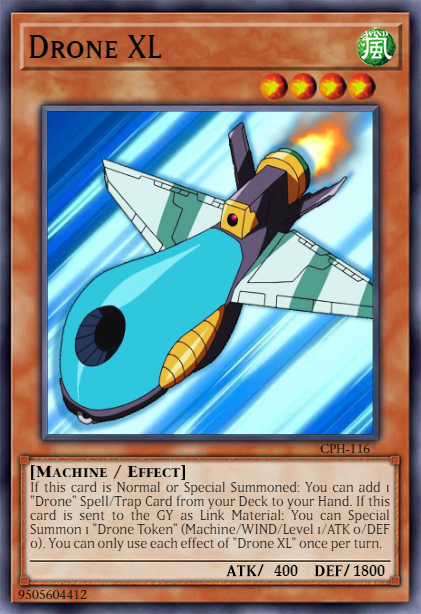 DRONE XL
WIND
風
CPH-116
[MACHINE / EFFECT]
If this card is Normal or Special Summoned: You can add 1
"Drone" Spell/Trap Card from your Deck to your Hand. If this
card is sent to the GY as Link Material: You can Special
Summon 1 "Drone Token" (Machine/WIND/Level 1/ATK 0/DEF
0). You can only use each effect of "Drone XL" once per turn.
ATK/ 400 DEF/1800
9505604412